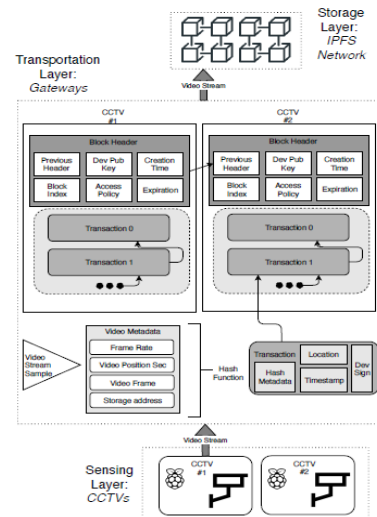 Storage
Layer:
IPFS
Network
Transportation
Layer:
Gateways
Video Stream
CCTV
#1
CCTV
#2
Block Header
Previous
Header
Dev Pub
Key
Creation
Time
Block
Index
Access
Policy
Expiration
Block Header
Previous
Header
Dev Pub
Key
Creation
Time
Block
Index
Access
Policy
Expiration
Transaction 0
Transaction 1
Transaction 0
Transaction 1
Video
Stream
Sample
Video Metadata
Frame Rate
Video Position Sec
Video Frame
Storage address
Hash
Function
Transaction
Hash
Metadata
Location
Timestamp
Dev
Sign
Video Stream
Sensing
Layer:
CCTVs
CCTV
#1
CCTV
#2